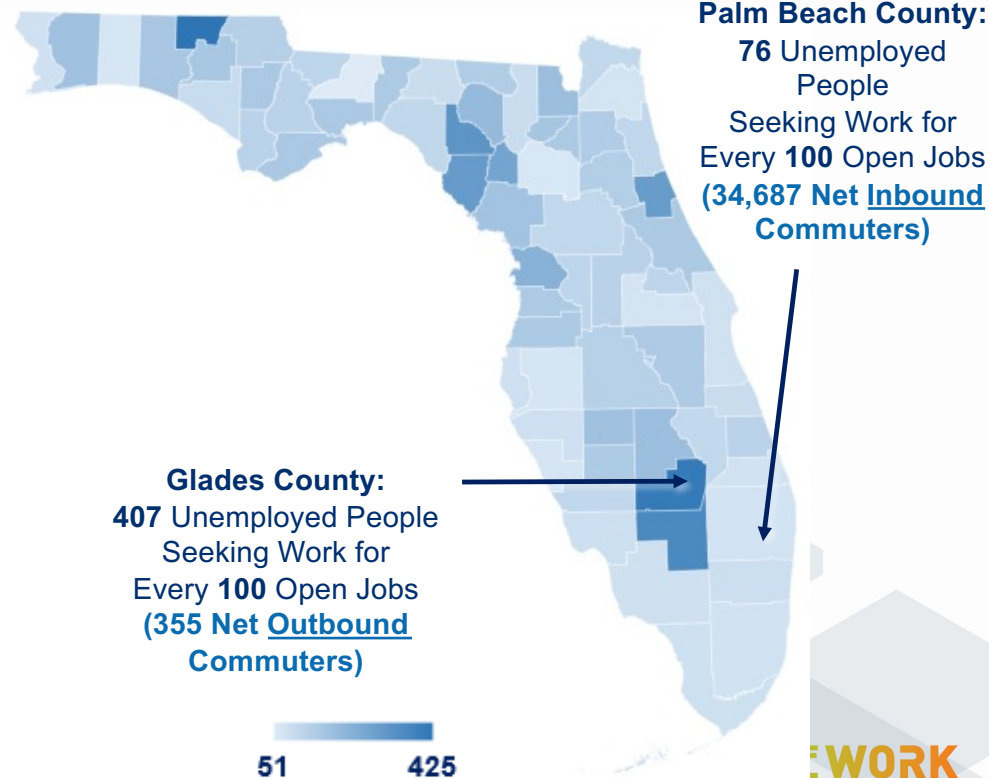 Palm Beach County:
76 Unemployed
People
Seeking Work for
Every 100 Open Jobs
(34,687 Net Inbound
Commuters)
Glades County:
407 Unemployed People
Seeking Work for
Every 100 Open Jobs
(355 Net Outbound
Commuters)
51 425
EWORK